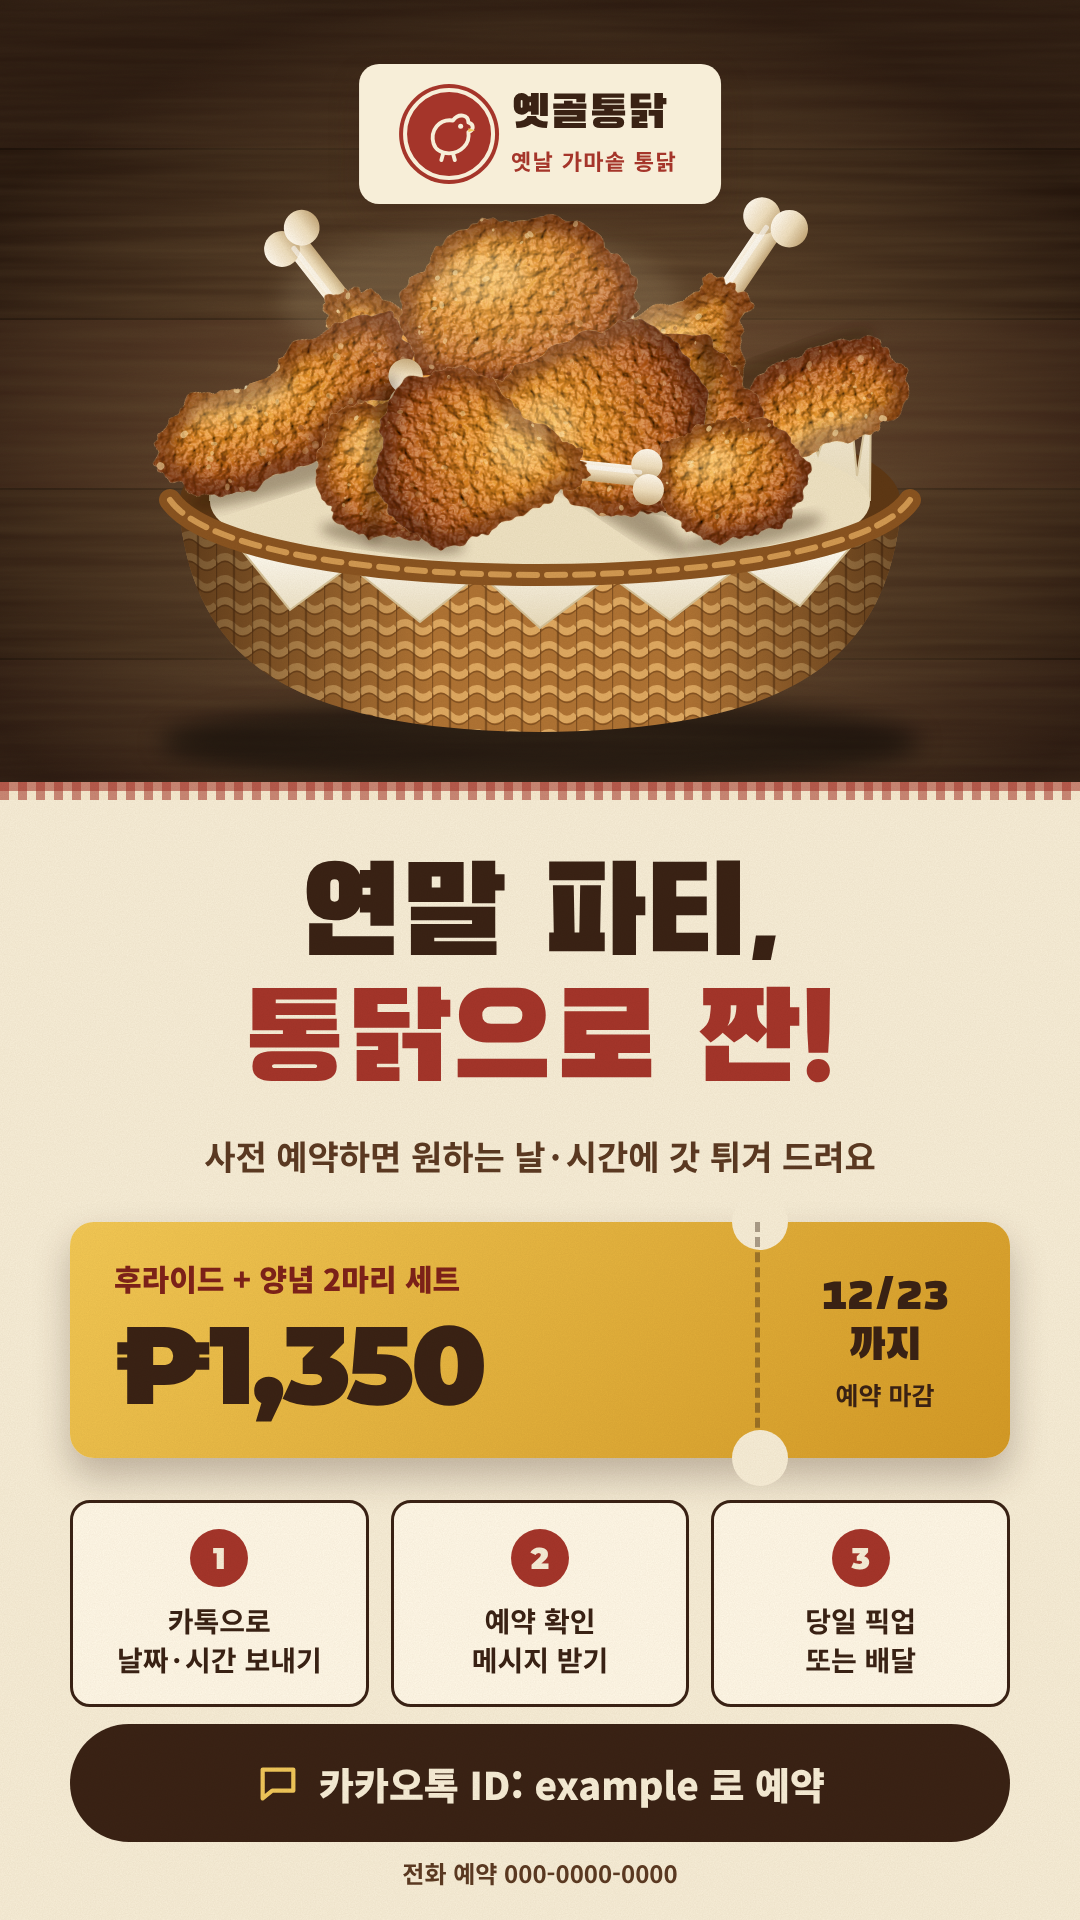 옛골통닭
옛날 가마솥 통닭
연말 파티,
통닭으로 짠!
사전 예약하면 원하는 날·시간에 갓 튀겨 드려요
후라이드 + 양념 2마리 세트
₱1,350
12/23
까지
예약 마감
1
카톡으로
날짜·시간 보내기
2
예약 확인
메시지 받기
3
당일 픽업
또는 배달
카카오톡 ID: example 로 예약
전화 예약 000-0000-0000